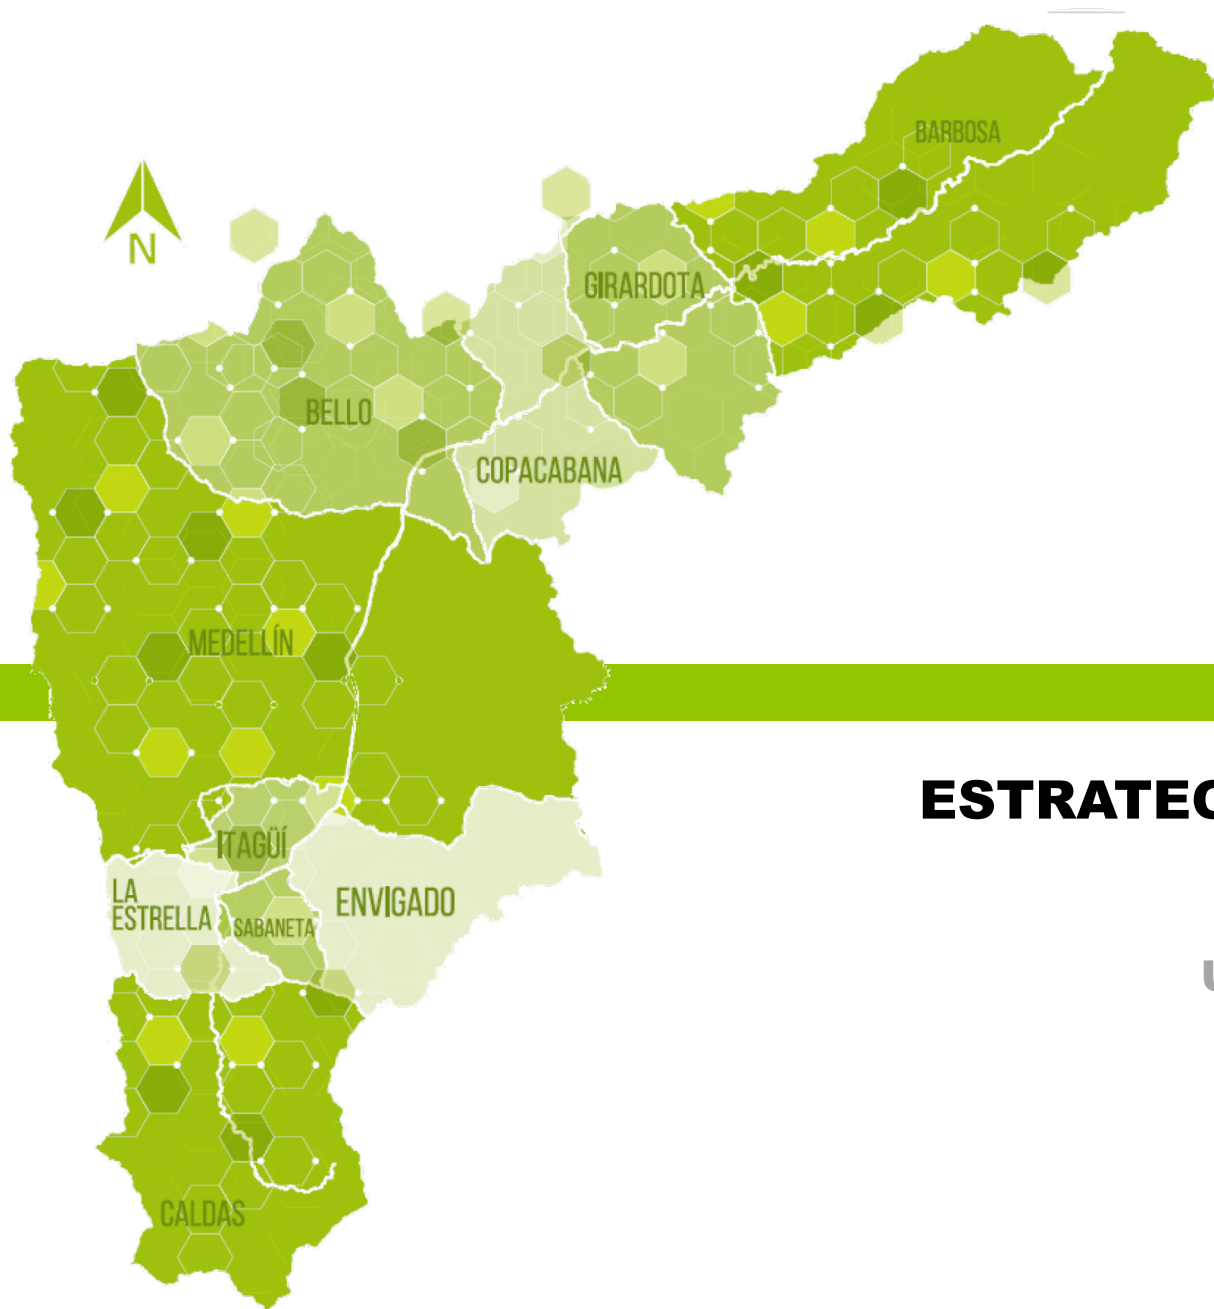 BARBOSA
N
GIRARDOTA
BELLO
COPACABANA
MEDELLÍN
ESTRATEG
ITAGÜÍ
LA
ESTRELLA
SABANETA
ENVIGADO
CALDAS